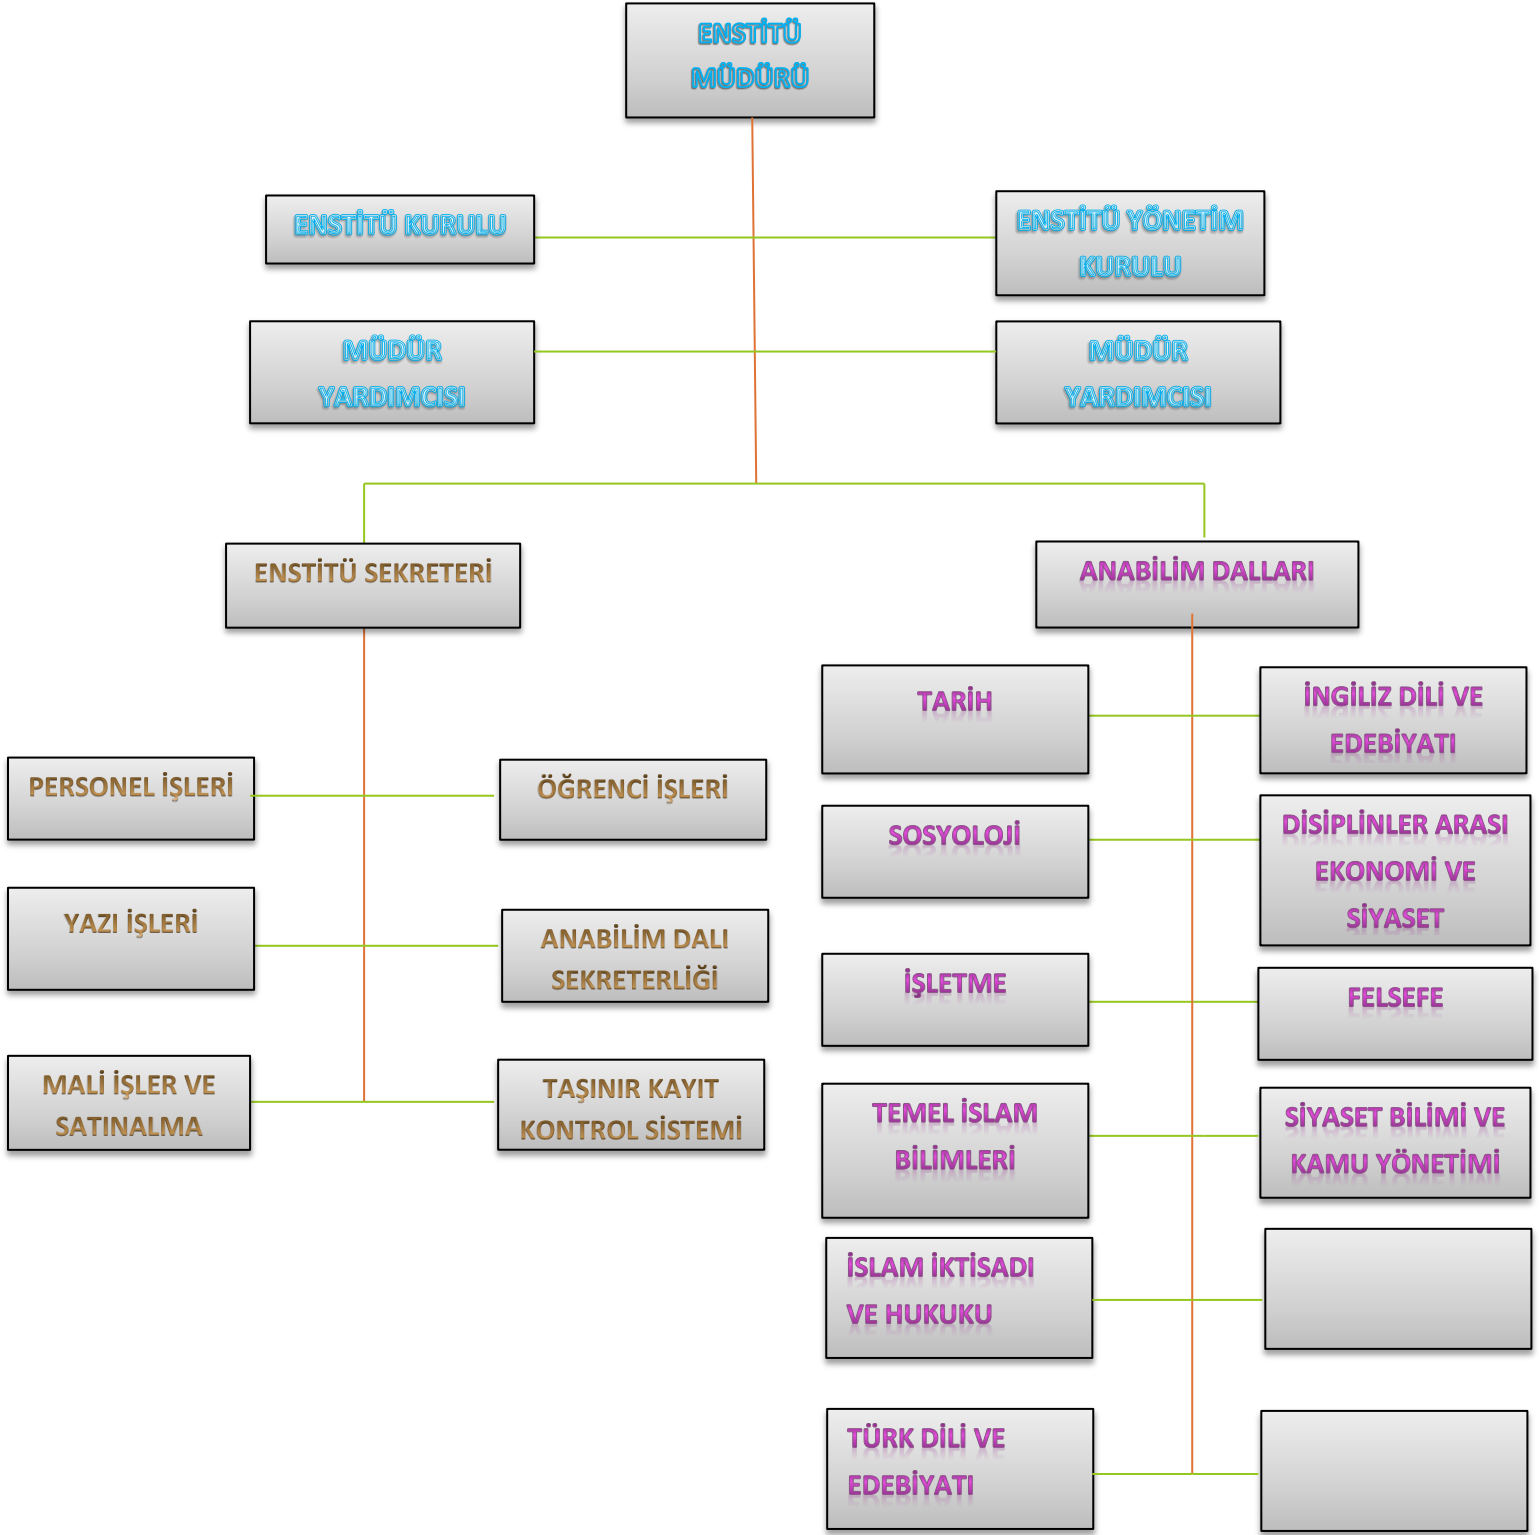 ENSTİTÜ
MÜDÜRÜ
ENSTİTÜ KURULU
ENSTİTÜ YÖNETİM
KURULU
MÜDÜR
YARDIMCISI
MÜDÜR
YARDIMCISI
ENSTİTÜ SEKRETERİ
ANABİLİM DALLARI
PERSONEL İŞLERİ
ÖĞRENCİ İŞLERİ
YAZI İŞLERİ
ANABİLİM DALI
SEKRETERLİĞİ
MALİ İŞLER VE
SATINALMA
TAŞINIR KAYIT
KONTROL SİSTEMİ
TARİH
İNGİLİZ DİLİ VE
EDEBİYATI
SOSYOLOJİ
DİSİPLİNLER ARASI
EKONOMİ VE
SİYASET
İŞLETME
FELSEFE
TEMEL İSLAM
BİLİMLERİ
SİYASET BİLİMİ VE
KAMU YÖNETİMİ
İSLAM İKTİSADI
VE HUKUKU
TÜRK DİLİ VE
EDEBİYATI